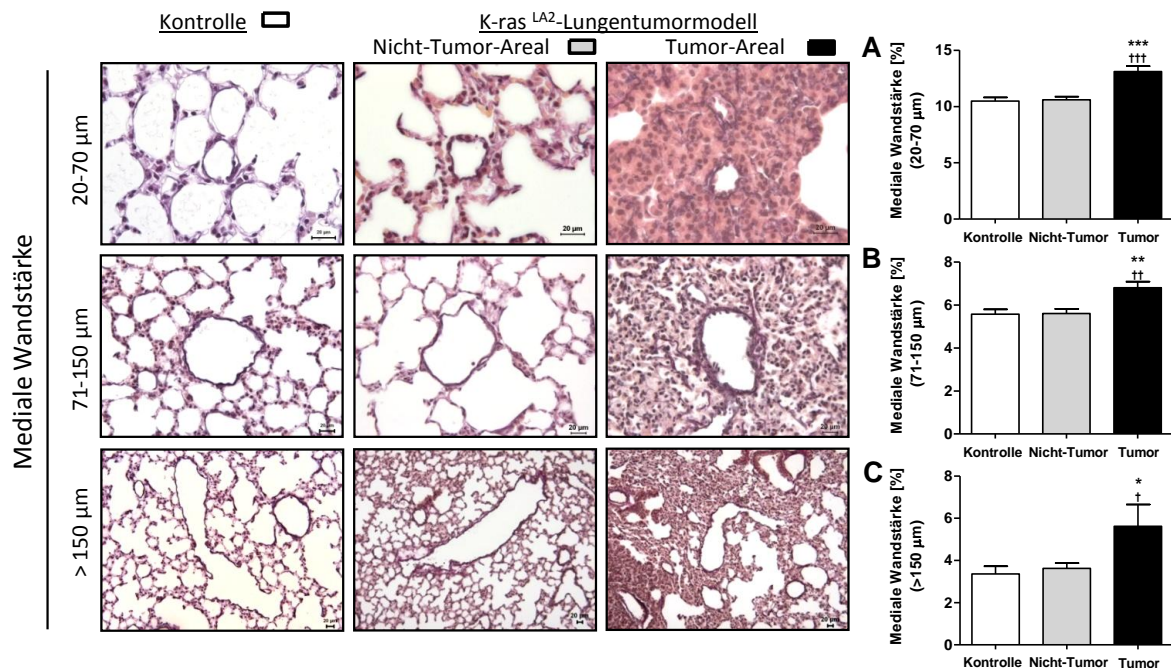 Kontrolle
K-ras LA2-Lungentumormodell
Nicht-Tumor-Areal
Tumor-Areal
Mediale Wandstärke
20-70 µm
20 µm
20 µm
20 µm
71-150 µm
20 µm
20 µm
20 µm
> 150 µm
20 µm
20 µm
20 µm
A
Mediale Wandstärke [%]
(20-70 µm)
15
10
5
0
***
†††
Kontrolle Nicht-Tumor Tumor
B
Mediale Wandstärke [%]
(71-150 µm)
8
6
4
2
0
**
††
Kontrolle Nicht-Tumor Tumor
C
Mediale Wandstärke [%]
(>150 µm)
8
6
4
2
0
*
†
Kontrolle Nicht-Tumor Tumor